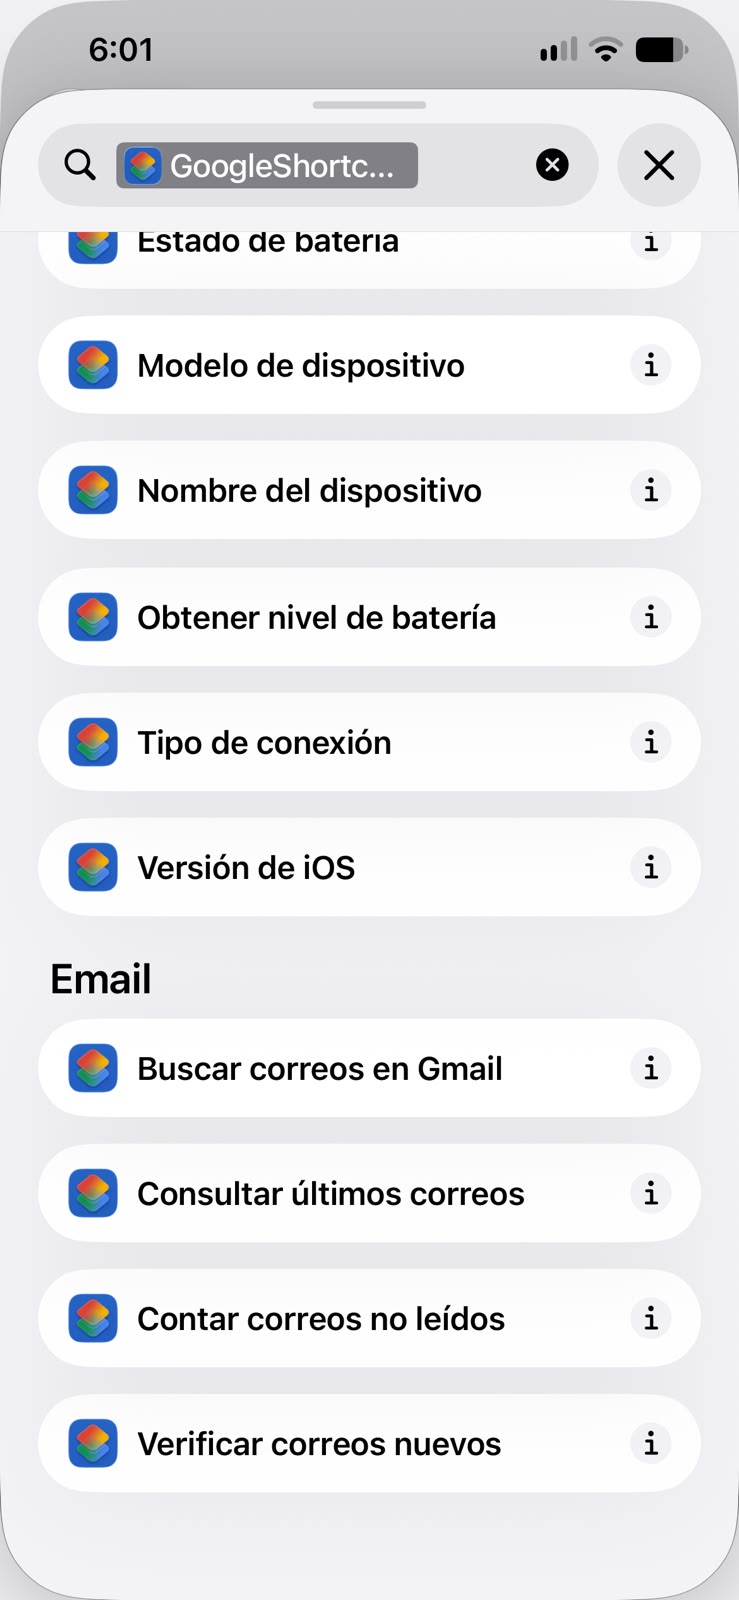 6:01
GoogleShortc...
Estado de batería
Modelo de dispositivo
Nombre del dispositivo
Obtener nivel de batería
Tipo de conexión
Versión de iOS
Email
Buscar correos en Gmail
Consultar últimos correos
Contar correos no leídos
Verificar correos nuevos